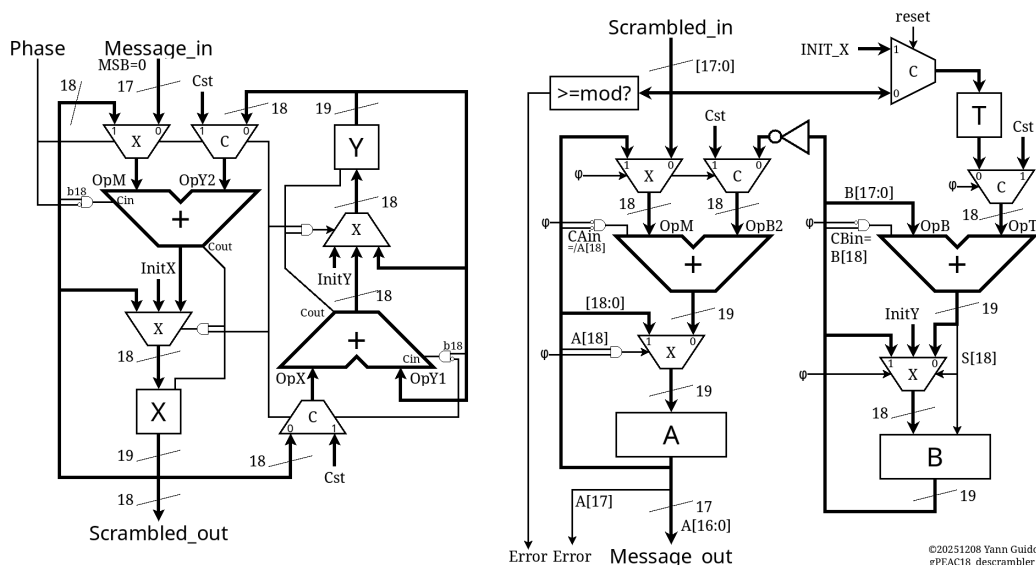 Phase
Message_in
MSB=0
18
17
Cst
18
1
X
0
1
C
0
OpM
OpY2
b18
Cin
+
Cout
InitX
X
18
X
19
18
Scrambled_out
19
Y
18
X
InitY
18
Cout
+
Cin
b18
OpX
OpY1
C
0
1
18
Cst
Scrambled_in
[17:0]
>=mod?
Cst
1
X
0
1
C
0
φ
18
18
φ
OpM
OpB2
CAin
=/A[18]
+
[18:0]
19
A[18]
1
X
0
φ
19
A
A[17]
17
A[16:0]
Error
Error
Message_out
reset
INIT_X
1
C
0
T
Cst
0
1
C
φ
B[17:0]
18
φ
OpB
OpT
CBin=
B[18]
+
19
InitY
S[18]
1
X
0
φ
18
B
19
©20251208 Yann Guido
gPEAC18_descrambler